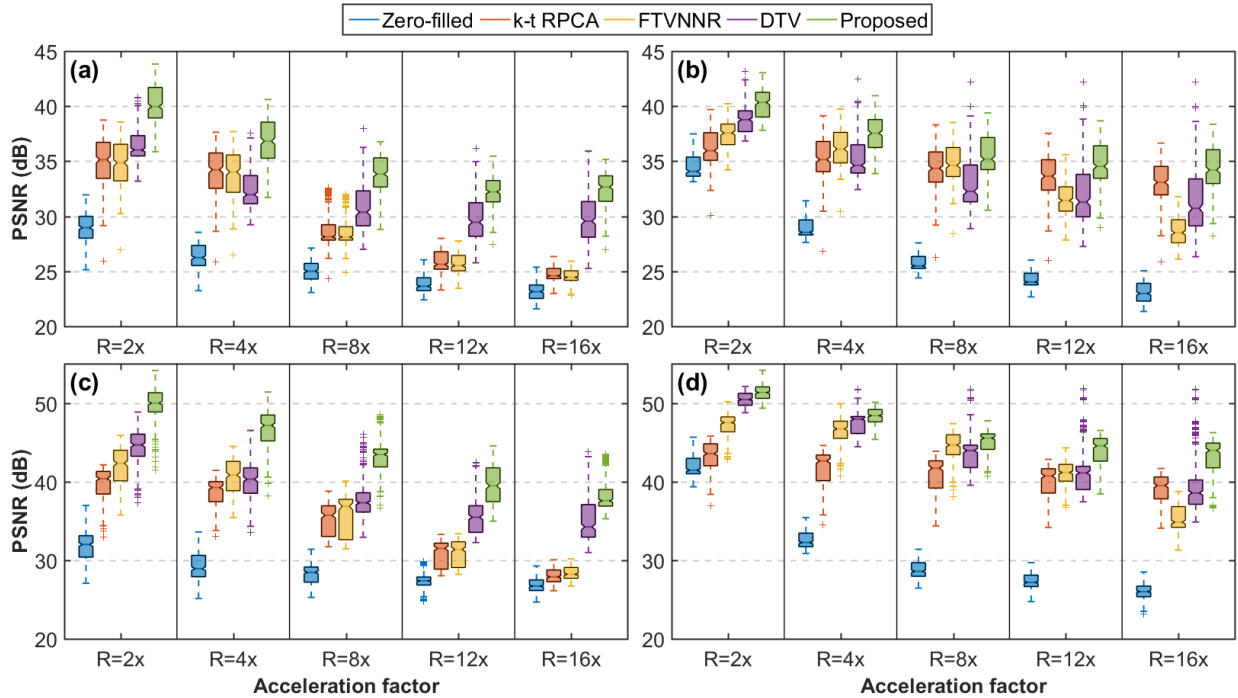 Zero-filled k-t RPCA FTVNNR DTV Proposed
(a)
PSNR (dB)
45
40
35
30
25
20
R=2x R=4x R=8x R=12x R=16x
(b)
45
40
35
30
25
20
R=2x R=4x R=8x R=12x R=16x
(c)
PSNR (dB)
50
40
30
20
R=2x R=4x R=8x R=12x R=16x
Acceleration factor
(d)
50
40
30
20
R=2x R=4x R=8x R=12x R=16x
Acceleration factor